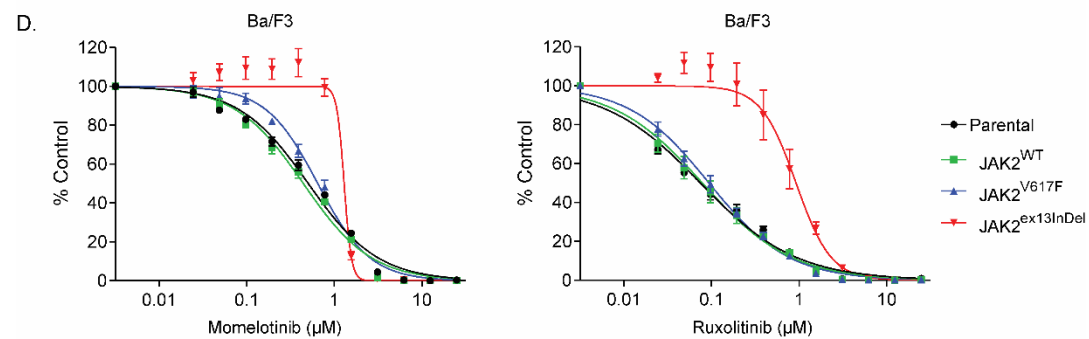 D.
Ba/F3
120
100
80
60
40
20
0
% Control
0.01
0.1
1
10
Momelotinib (µM)
Ba/F3
120
100
80
60
40
20
0
% Control
0.01
0.1
1
10
Ruxolitinib (µM)
Parental
JAK2WT
JAK2V617F
JAK2ex13InDel